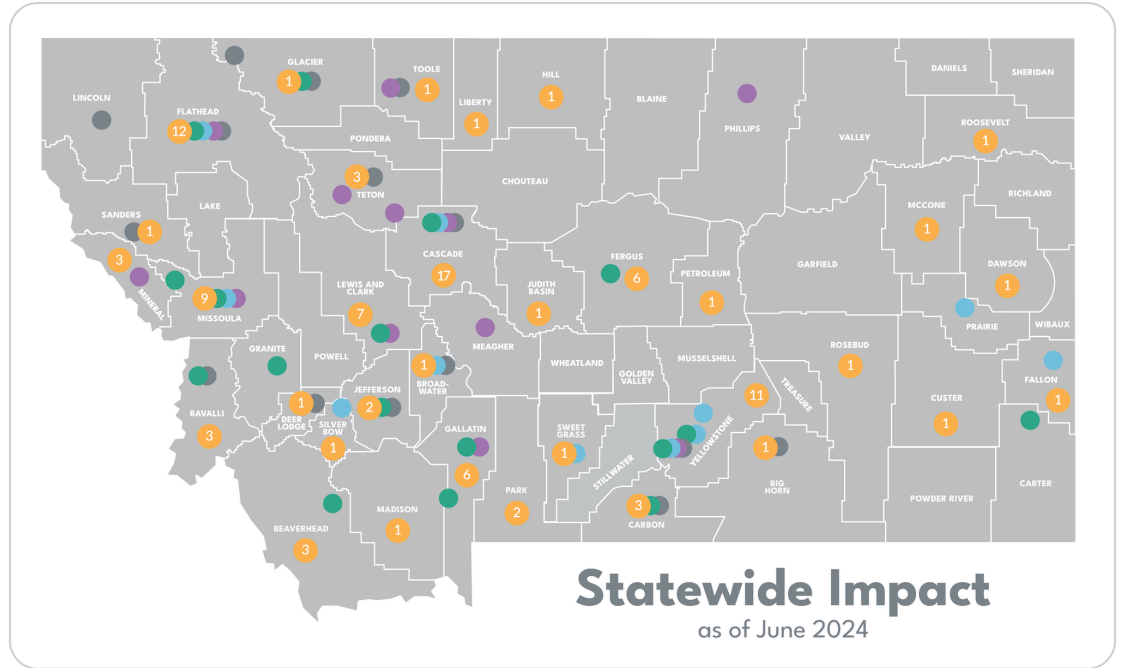 GLACIER
1
TOOLE
1
HILL
1
DANIELS
SHERIDAN
LINCOLN
FLATHEAD
12
LIBERTY
1
BLAINE
PHILLIPS
VALLEY
ROOSEVELT
1
PONDERA
3
TETON
CHOUTEAU
RICHLAND
LAKE
SANDERS
1
MCCONE
1
3
MINERAL
9
MISSOULA
CASCADE
17
LEWIS AND
CLARK
7
JUDITH
BASIN
1
FERGUS
6
PETROLEUM
1
GARFIELD
DAWSON
1
PRAIRIE
WIBAUX
GRANITE
POWELL
MEAGHER
1
BROAD-
WATER
WHEATLAND
GOLDEN
VALLEY
MUSSELSHELL
ROSEBUD
1
TREASURE
11
FALLON
1
RAVALLI
3
1
DEER
LODGE
SILVER
BOW
1
JEFFERSON
2
GALLATIN
6
SWEET
GRASS
1
STILLWATER
YELLOWSTONE
CUSTER
1
1
BIG
HORN
PARK
2
3
CARBON
POWDER RIVER
CARTER
MADISON
1
BEAVERHEAD
3
Statewide Impact
as of June 2024